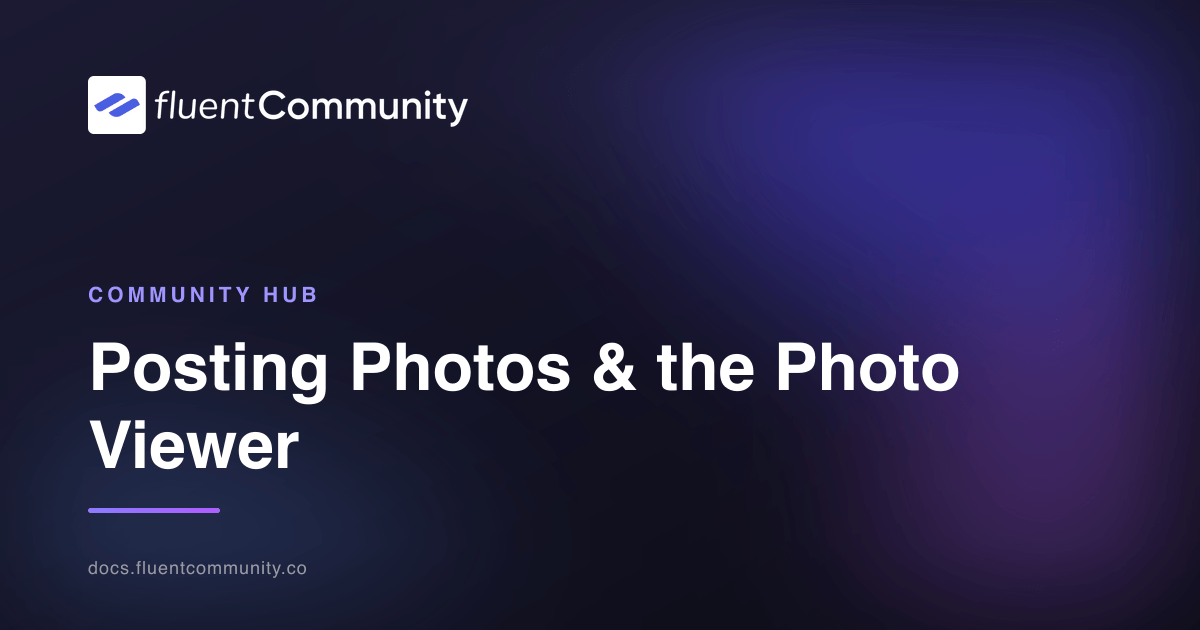 fluentCommunity
COMMUNITY HUB
Posting Photos & the Photo
Viewer
docs.fluentcommunity.co